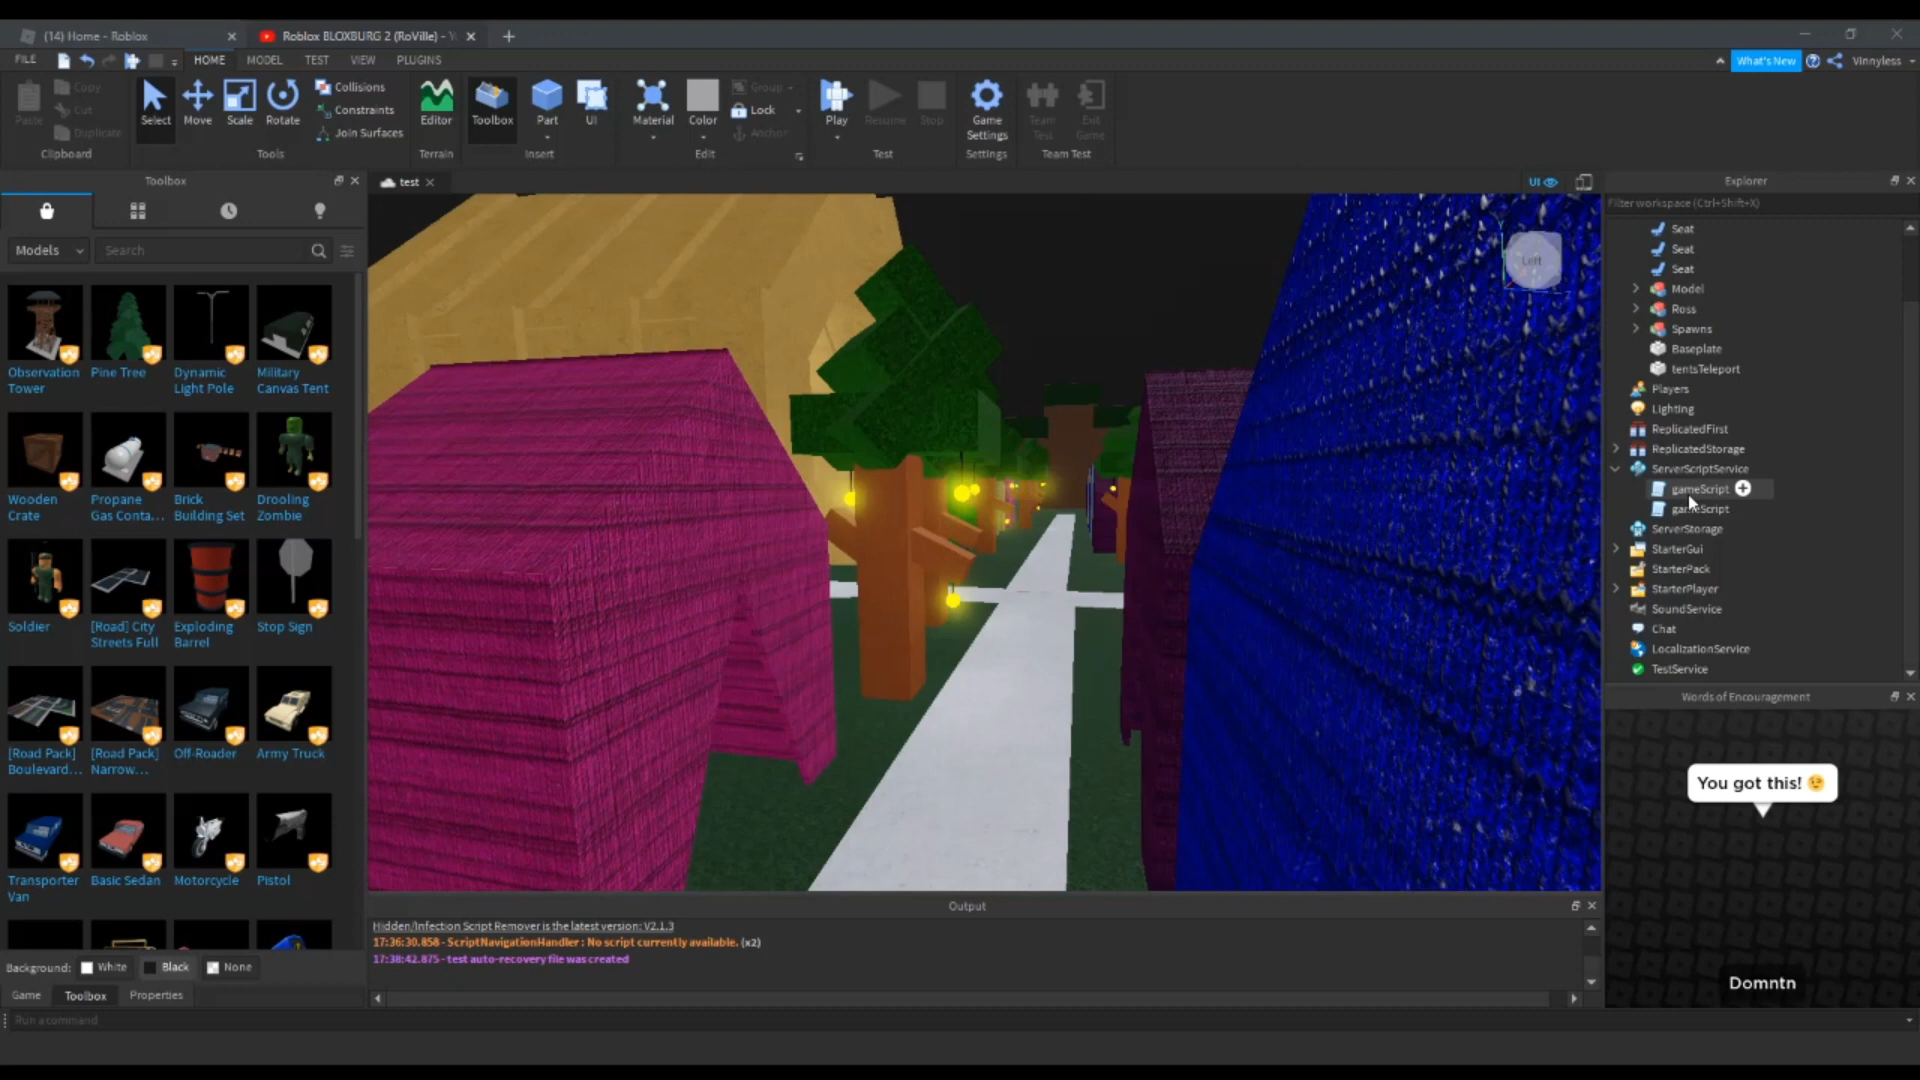 (14) Home - Roblox
Roblox BLOXBURG 2 (RoVille) -
FILE
HOME
MODEL
TEST
VIEW
PLUGINS
What's New
Vinnyless
Paste
Copy
Cut
Duplicate
Clipboard
Select
Move
Scale
Rotate
Collisions
Constraints
Join Surfaces
Tools
Editor
Terrain
Toolbox
Part
UI
Insert
Material
Color
Group
Lock
Anchor
Edit
Play
Resume
Stop
Test
Game
Settings
Settings
Team
Test
Exit
Game
Team Test
Toolbox
test
UI
Explorer
Models
Search
Filter workspace (Ctrl+Shift+X)
Observation
Tower
Pine Tree
Dynamic
Light Pole
Military
Canvas Tent
Wooden
Crate
Propane
Gas Conta...
Brick
Building Set
Drooling
Zombie
Soldier
[Road] City
Streets Full
Exploding
Barrel
Stop Sign
[Road Pack]
Boulevard...
[Road Pack]
Narrow...
Off-Roader
Army Truck
Transporter
Van
Basic Sedan
Motorcycle
Pistol
Background:
White
Black
None
Game
Toolbox
Properties
Run a command
Left
Seat
Seat
Seat
Model
Ross
Spawns
Baseplate
tentsTeleport
Players
Lighting
ReplicatedFirst
ReplicatedStorage
ServerScriptService
gameScript
gameScript
ServerStorage
StarterGui
StarterPack
StarterPlayer
SoundService
Chat
LocalizationService
TestService
Words of Encouragement
You got this! 😉
Domntn
Output
Hidden/Infection Script Remover is the latest version: V2.1.3
17:36:30.858 - ScriptNavigationHandler : No script currently available. (x2)
17:38:42.875 - test auto-recovery file was created